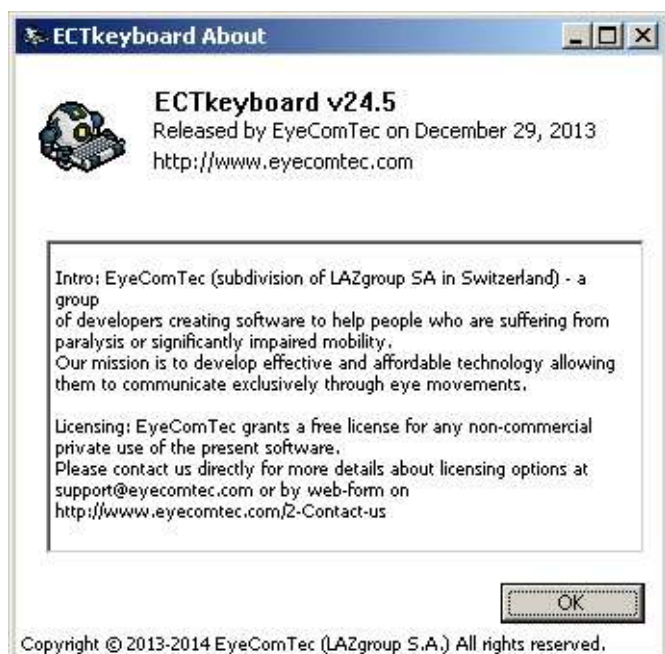 ECTkeyboard About
ECTkeyboard v24.5
Released by EyeComTec on December 29, 2013
http://www.eyecomtec.com
Intro: EyeComTec (subdivision of LAZgroup SA in Switzerland) - a
group
of developers creating software to help people who are suffering from
paralysis or significantly impaired mobility.
Our mission is to develop effective and affordable technology allowing
them to communicate exclusively through eye movements.
Licensing: EyeComTec grants a free license for any non-commercial
private use of the present software.
Please contact us directly for more details about licensing options at
support@eyecomtec.com or by web-form on
http://www.eyecomtec.com/2-Contact-us
OK
Copyright © 2013-2014 EyeComTec (LAZgroup S.A.) All rights reserved.